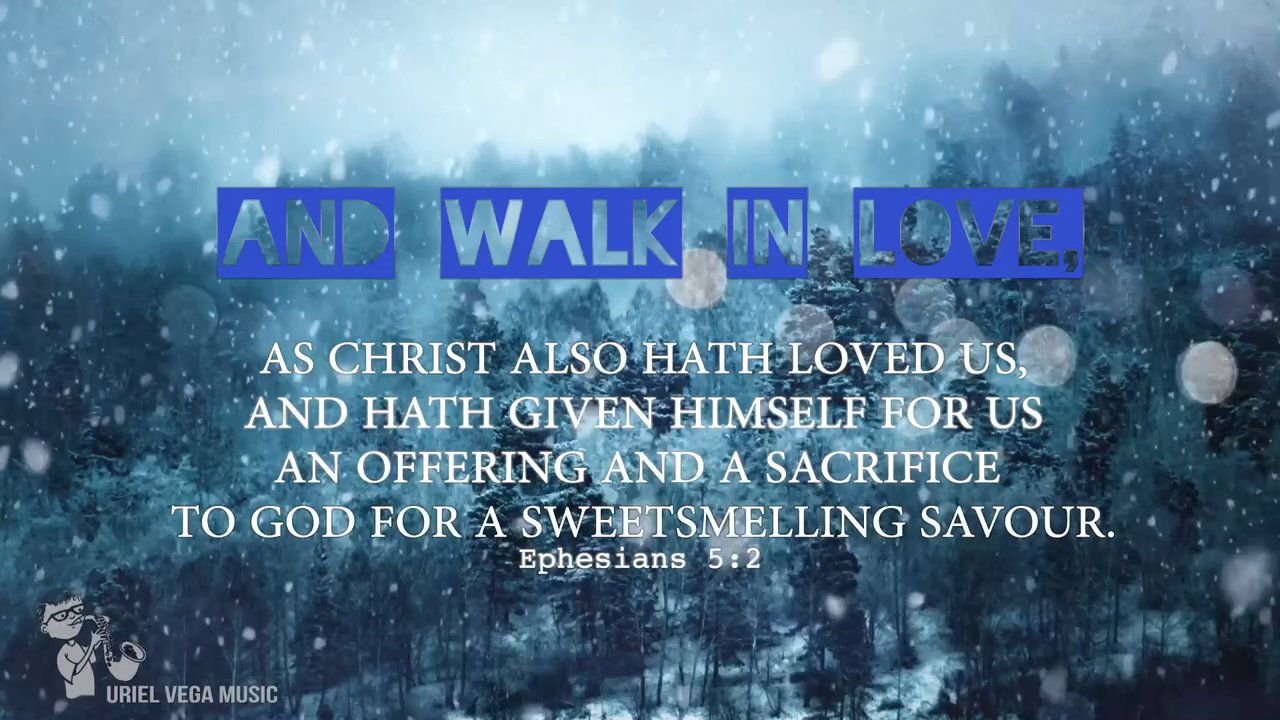 AND WALK IN LOVE,
AS CHRIST ALSO HATH LOVED US,
AND HATH GIVEN HIMSELF FOR US
AN OFFERING AND A SACRIFICE
TO GOD FOR A SWEETSMELLING SAVOUR.
Ephesians 5:2
URIEL VEGA MUSIC